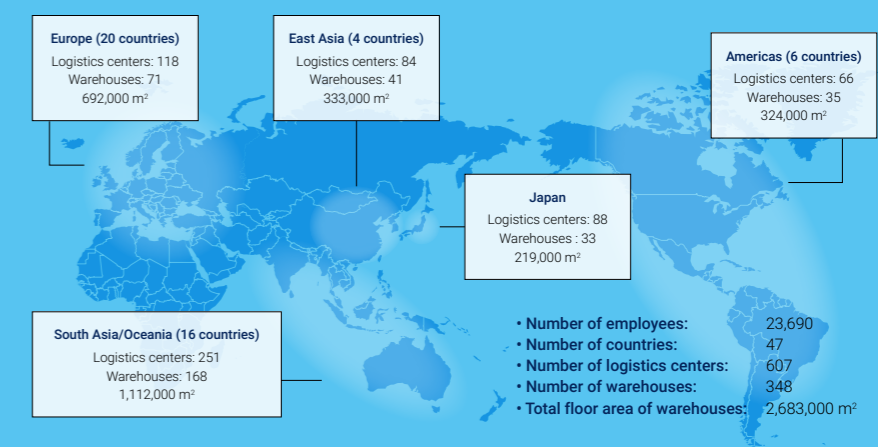 Europe (20 countries)
Logistics centers: 118
Warehouses: 71
692,000 m²
East Asia (4 countries)
Logistics centers: 84
Warehouses: 41
333,000 m²
Americas (6 countries)
Logistics centers: 66
Warehouses: 35
324,000 m²
Japan
Logistics centers: 88
Warehouses : 33
219,000 m²
South Asia/Oceania (16 countries)
Logistics centers: 251
Warehouses: 168
1,112,000 m²
• Number of employees: 23,690
• Number of countries: 47
• Number of logistics centers: 607
• Number of warehouses: 348
• Total floor area of warehouses: 2,683,000 m²